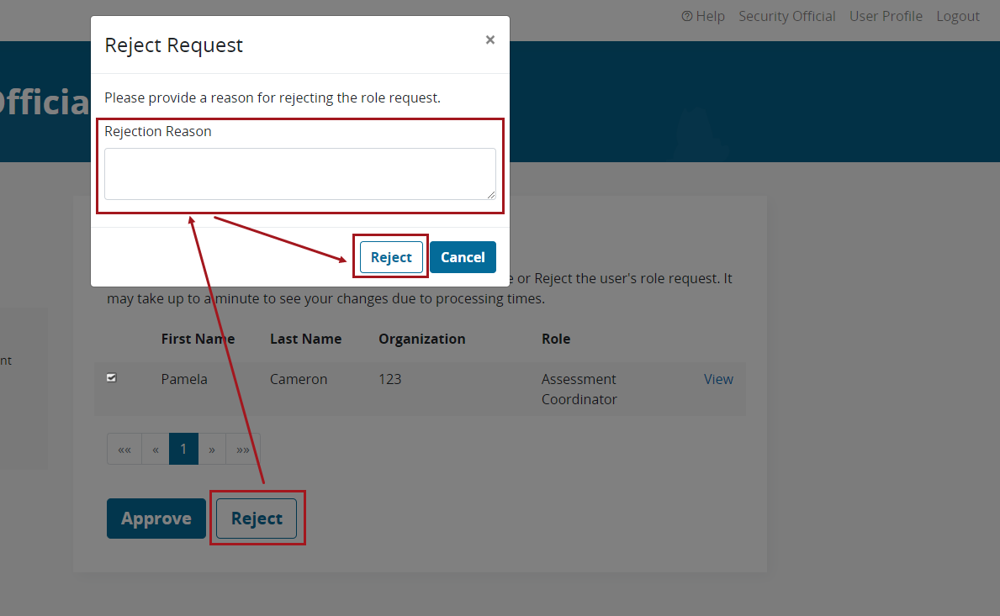 Help Security Official User Profile Logout
Reject Request ×
Please provide a reason for rejecting the role request.
Rejection Reason
Reject Cancel
or Reject the user's role request. It
may take up to a minute to see your changes due to processing times.
First Name Last Name Organization Role
Pamela Cameron 123 Assessment View
Coordinator
«« « 1 » »»
Approve Reject